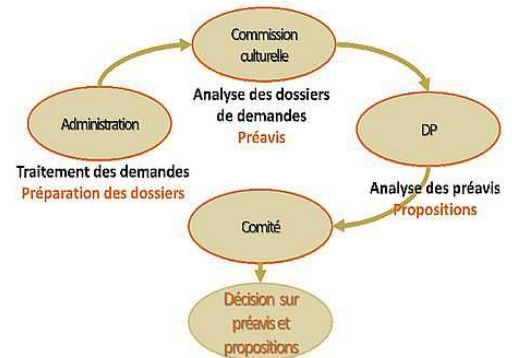 Commission
culturelle
Analyse des dossiers
de demandes
Préavis
Administration
Traitement des demandes
Préparation des dossiers
DP
Analyse des préavis
Propositions
Comité
Décision sur
préavis et
propositions